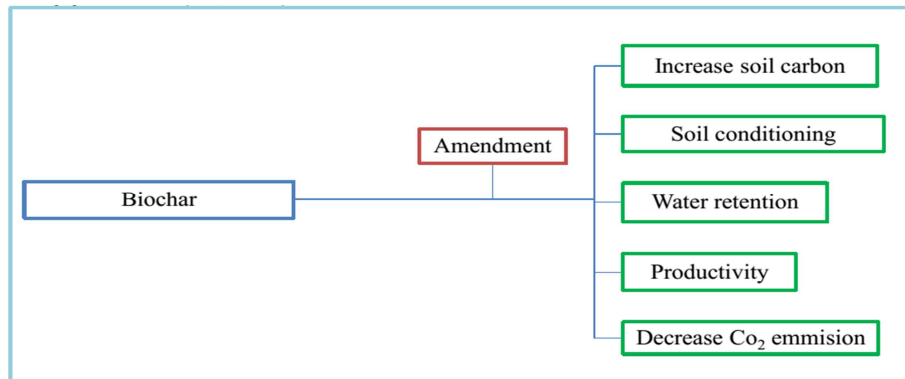 Increase soil carbon
Soil conditioning
Amendment
Biochar
Water retention
Productivity
Decrease Co₂ emmision